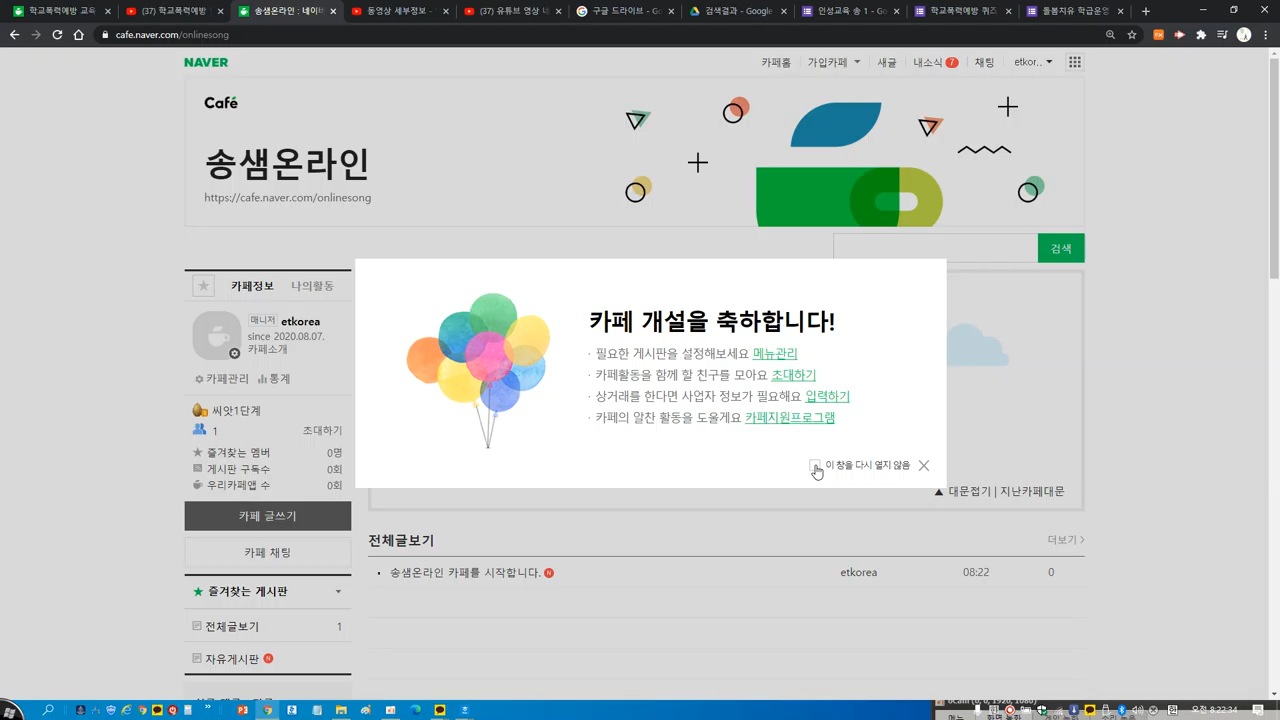 학교폭력예방 교육
(37) 학교폭력예방
송샘온라인 : 네이버
동영상 세부정보 -
(37) 유튜브 영상 너
구글 드라이브 - Go
검색결과 - Google
인권교육 송 1 - Go
학교폭력예방 퀴즈
돌봄지유 학급운영
cafe.naver.com/onlinesong
NAVER
카페홈
가입카페
새글
내소식 7
채팅
etkor..
Café
송샘온라인
https://cafe.naver.com/onlinesong
검색
카페정보
나의활동
매니저 etkorea
since 2020.08.07.
카페소개
카페관리
통계
씨앗1단계
1 초대하기
즐겨찾는 멤버 0명
게시판 구독수 0회
우리카페앱 수 0회
카페 글쓰기
카페 채팅
즐겨찾는 게시판
전체글보기 1
자유게시판 N
카페 개설을 축하합니다!
· 필요한 게시판을 설정해보세요 메뉴관리
· 카페활동을 함께 할 친구를 모아요 초대하기
· 상거래를 한다면 사업자 정보가 필요해요 입력하기
· 카페의 알찬 활동을 도울게요 카페지원프로그램
이 창을 다시 열지 않음
▲ 대문접기 | 지난카페대문
전체글보기
더보기 >
· 송샘온라인 카페를 시작합니다. N etkorea 08:22 0
오전 8:22:34